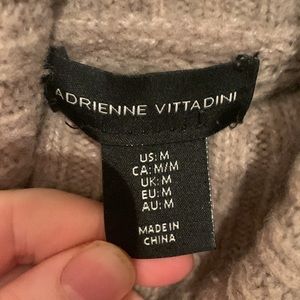 ADRIENNE VITTADINI
US: M
CA: M/M
UK: M
EU: M
AU: M
MADE IN
CHINA